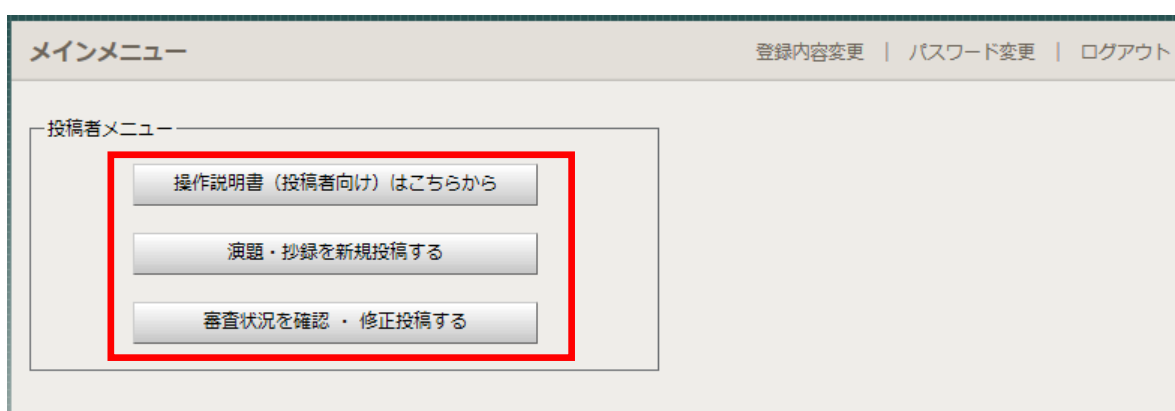 メインメニュー
登録内容変更 | パスワード変更 | ログアウト
投稿者メニュー
操作説明書（投稿者向け）はこちらから
演題・抄録を新規投稿する
審査状況を確認 ・ 修正投稿する